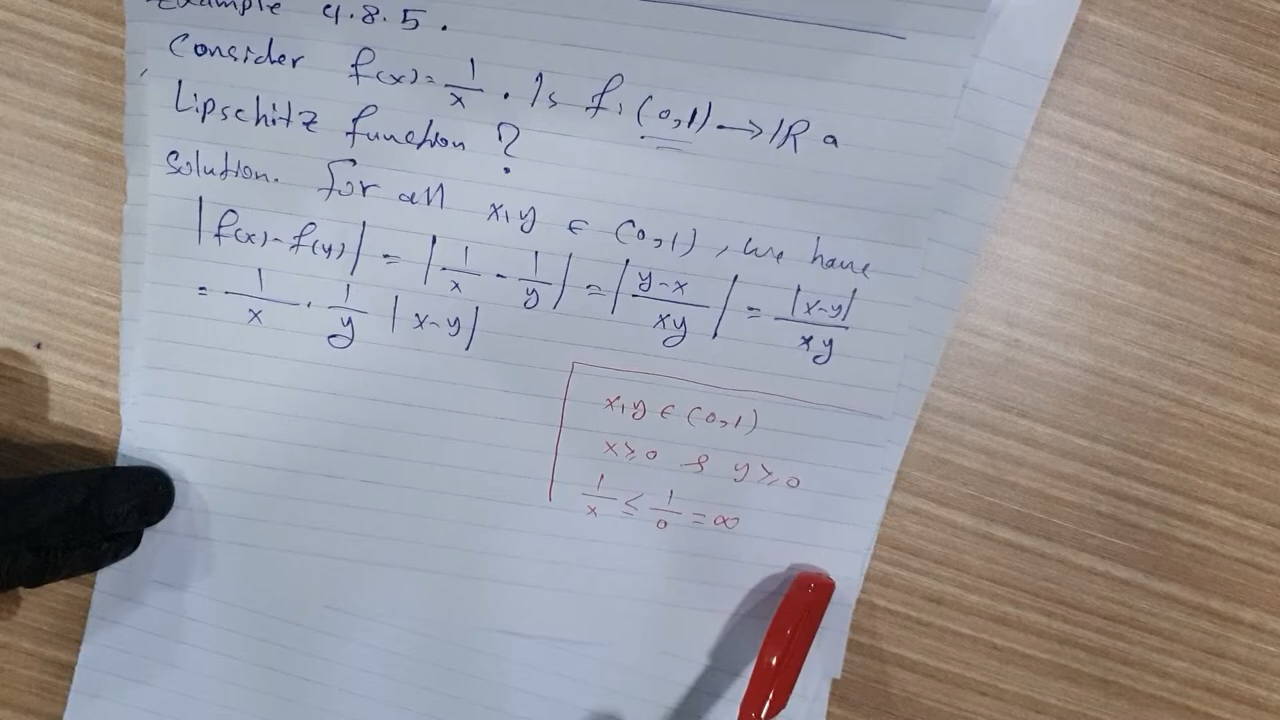 Example 4.8.5.
Consider f(x) = 1/x . Is f: (0,1) → IR a
Lipschitz function ?
Solution. For all x,y ∈ (0,1), we have
|f(x) - f(y)| = |1/x - 1/y| = |(y-x)/xy| = |x-y|/xy
= 1/x · 1/y |x-y|
x,y ∈ (0,1)
x ≥ 0 & y ≥ 0
1/x ≤ 1/0 = ∞